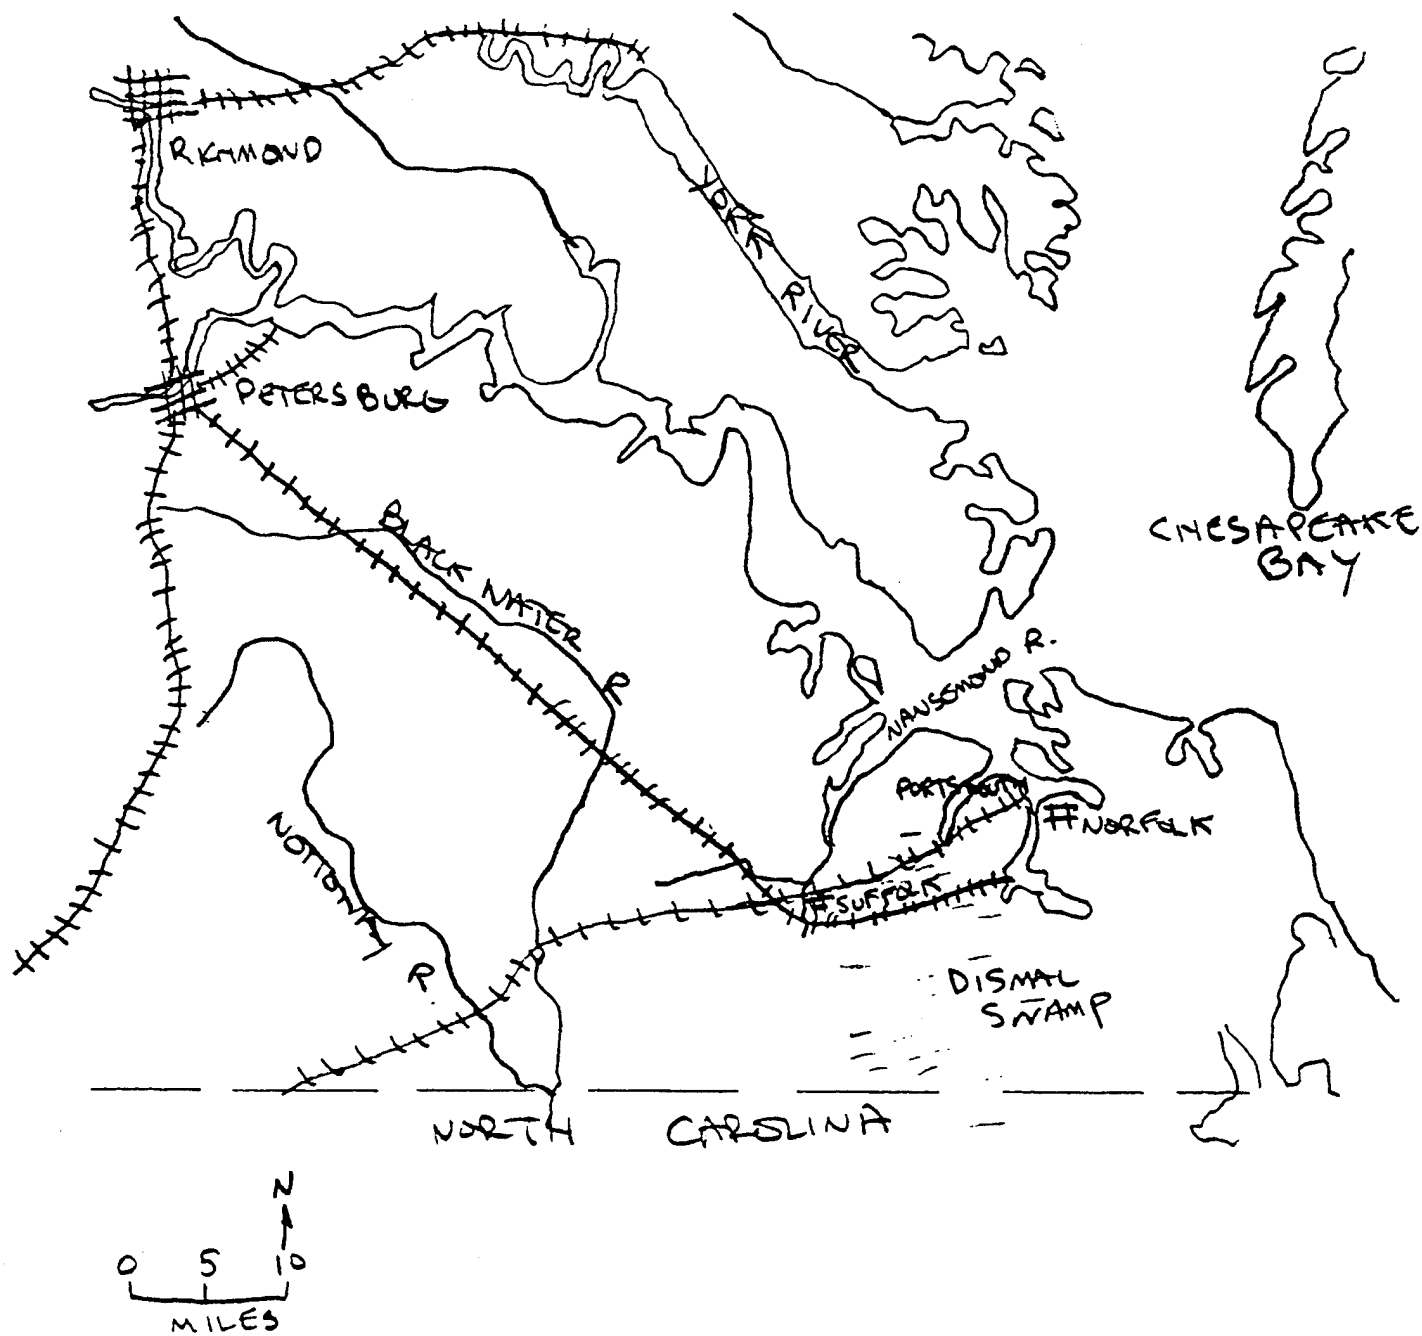 RICHMOND
YORK RIVER
PETERSBURG
CHESAPEAKE
BAY
BLACK WATER R
NANSEMOND R.
PORTSMOUTH
NORFOLK
SUFFOLK
NOTTOWAY R.
DISMAL
SWAMP
NORTH CAROLINA
N
0 5 10
MILES